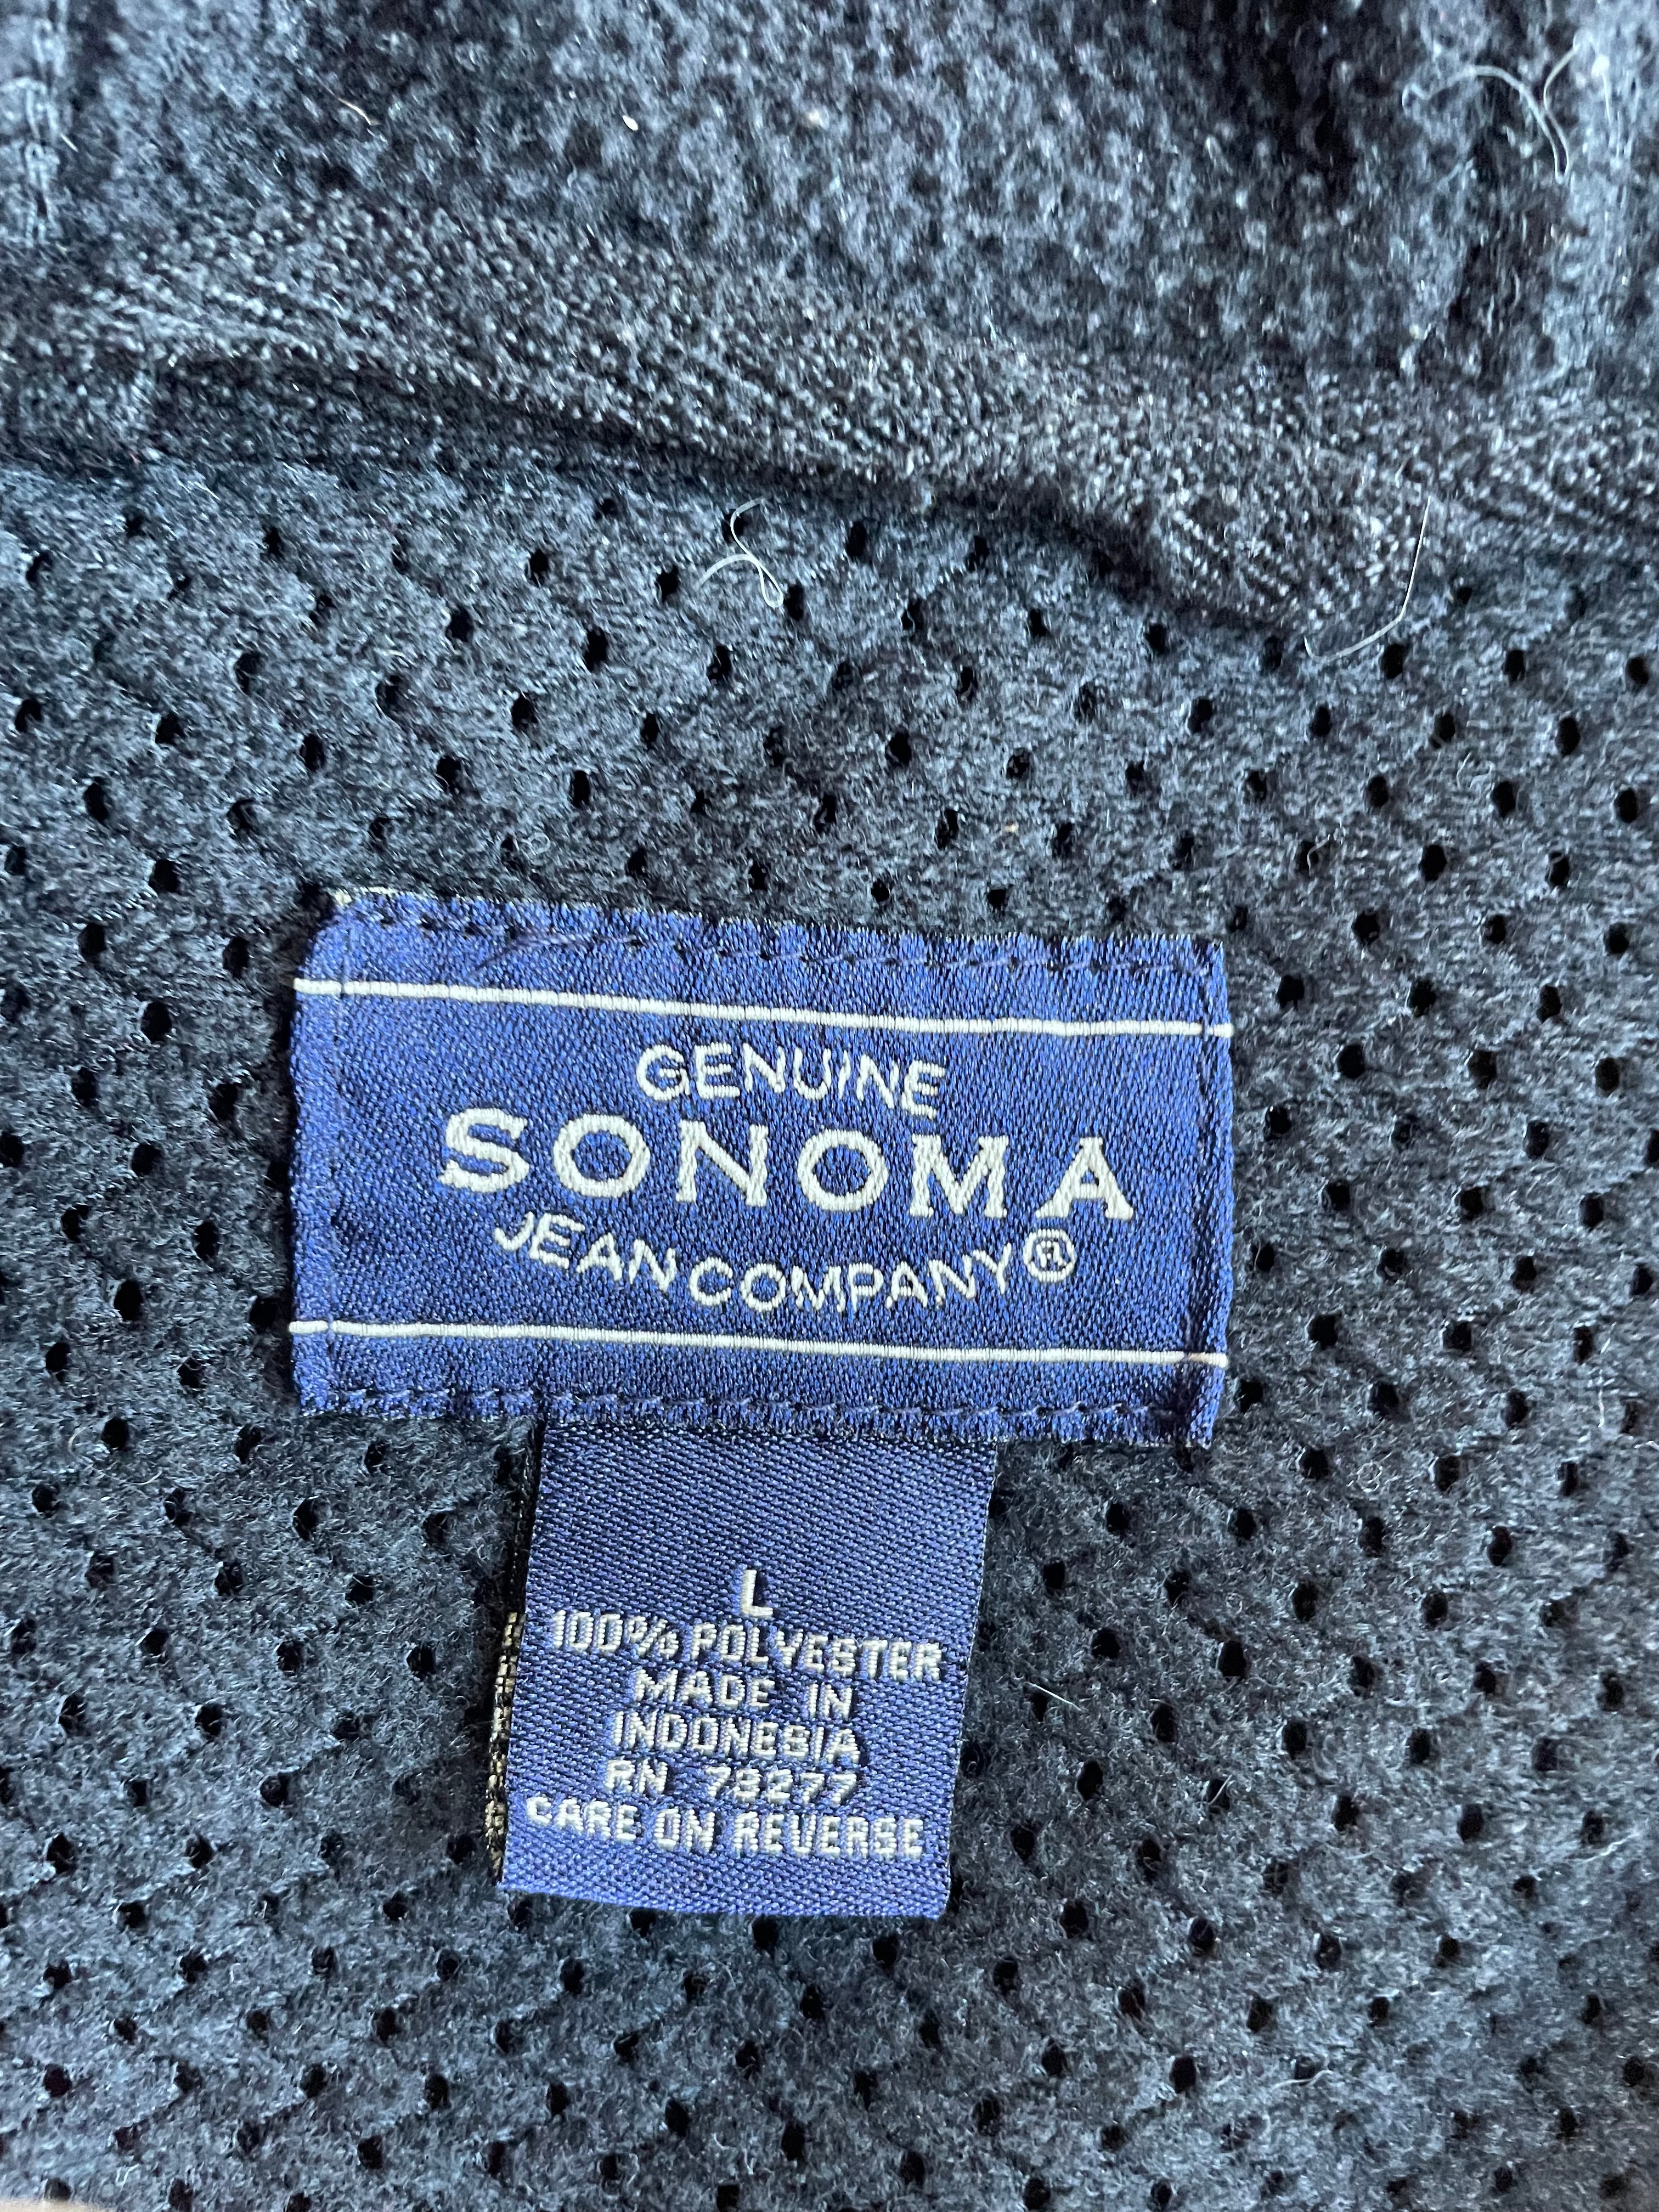 GENUINE
SONOMA
JEAN COMPANY®
L
100% POLYESTER
MADE IN
INDONESIA
RN 73277
CARE ON REVERSE